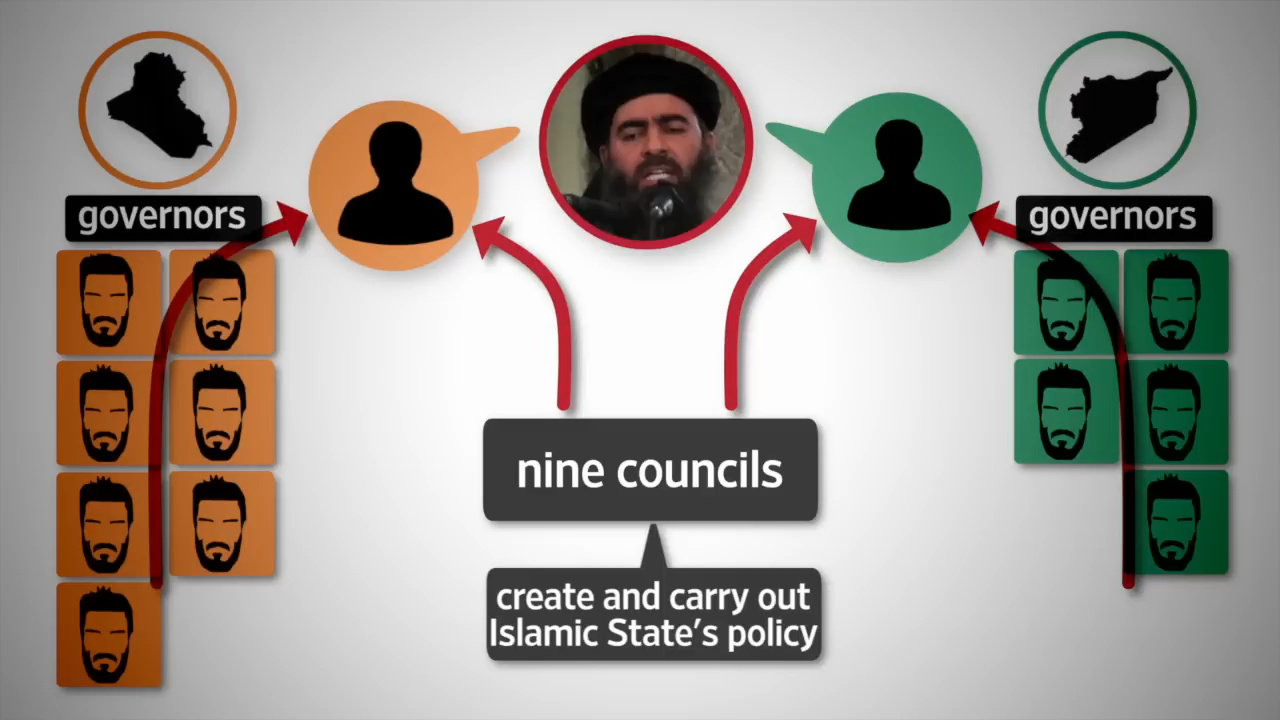 governors
governors
nine councils
create and carry out
Islamic State's policy